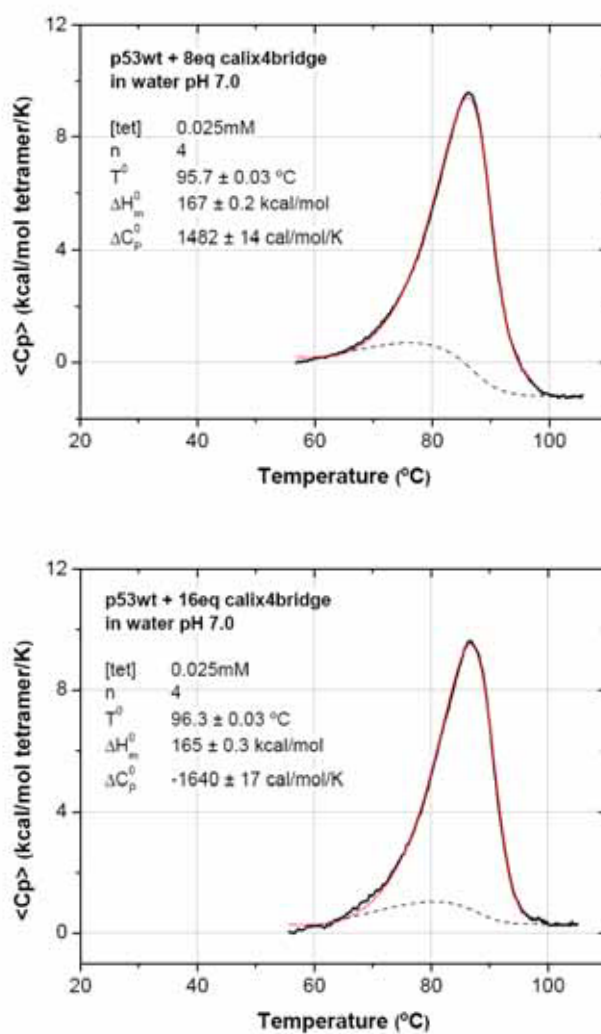 12
8
4
0
20
40
60
80
100
<Cp> (kcal/mol tetramer/K)
Temperature (ºC)
p53wt + 8eq calix4bridge
in water pH 7.0
[tet] 0.025mM
n 4
T⁰ 95.7 ± 0.03 ºC
ΔH⁰ₘ 167 ± 0.2 kcal/mol
ΔC⁰ₚ 1482 ± 14 cal/mol/K
12
8
4
0
20
40
60
80
100
<Cp> (kcal/mol tetramer/K)
Temperature (ºC)
p53wt + 16eq calix4bridge
in water pH 7.0
[tet] 0.025mM
n 4
T⁰ 96.3 ± 0.03 ºC
ΔH⁰ₘ 165 ± 0.3 kcal/mol
ΔC⁰ₚ -1640 ± 17 cal/mol/K